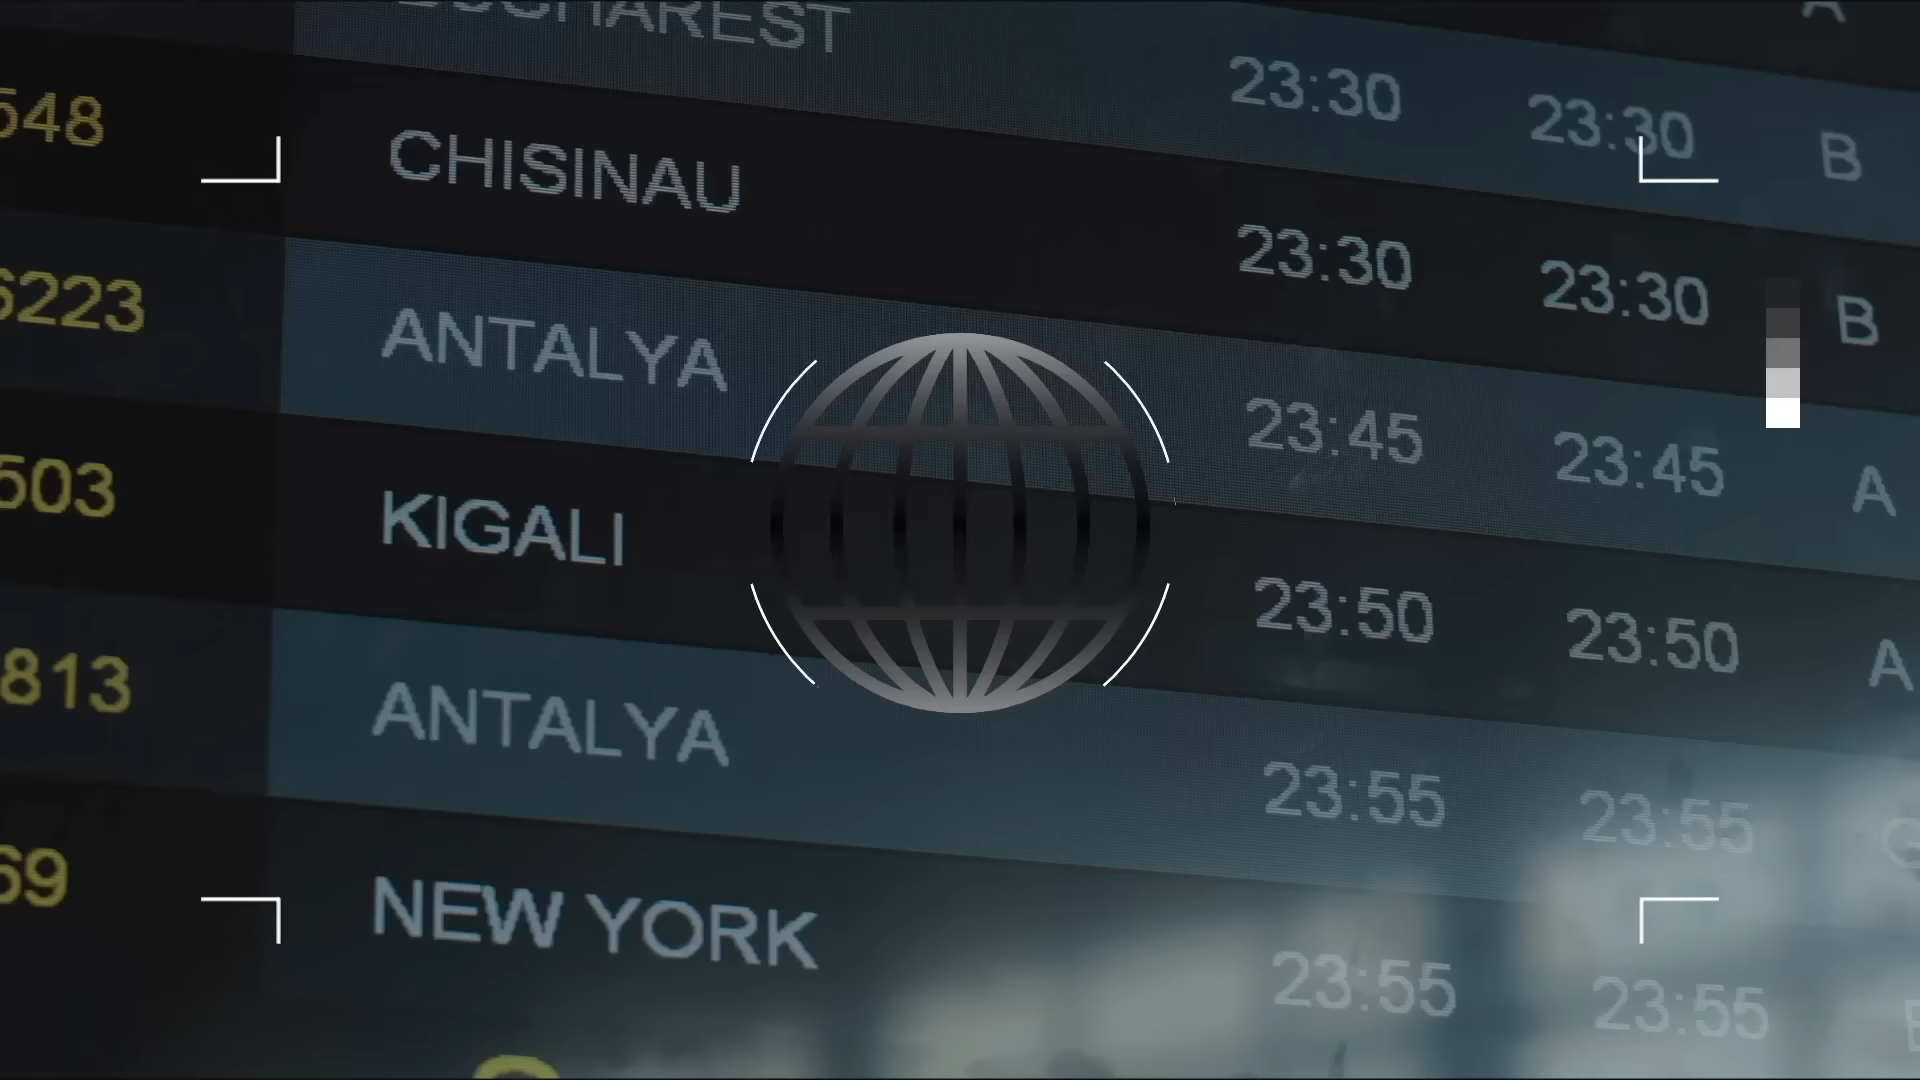 BUCHAREST 23:30 23:30 B
548 CHISINAU 23:30 23:30 B
6223 ANTALYA 23:45 23:45 A
503 KIGALI 23:50 23:50 A
813 ANTALYA 23:55 23:55 G
69 NEW YORK 23:55 23:55 E